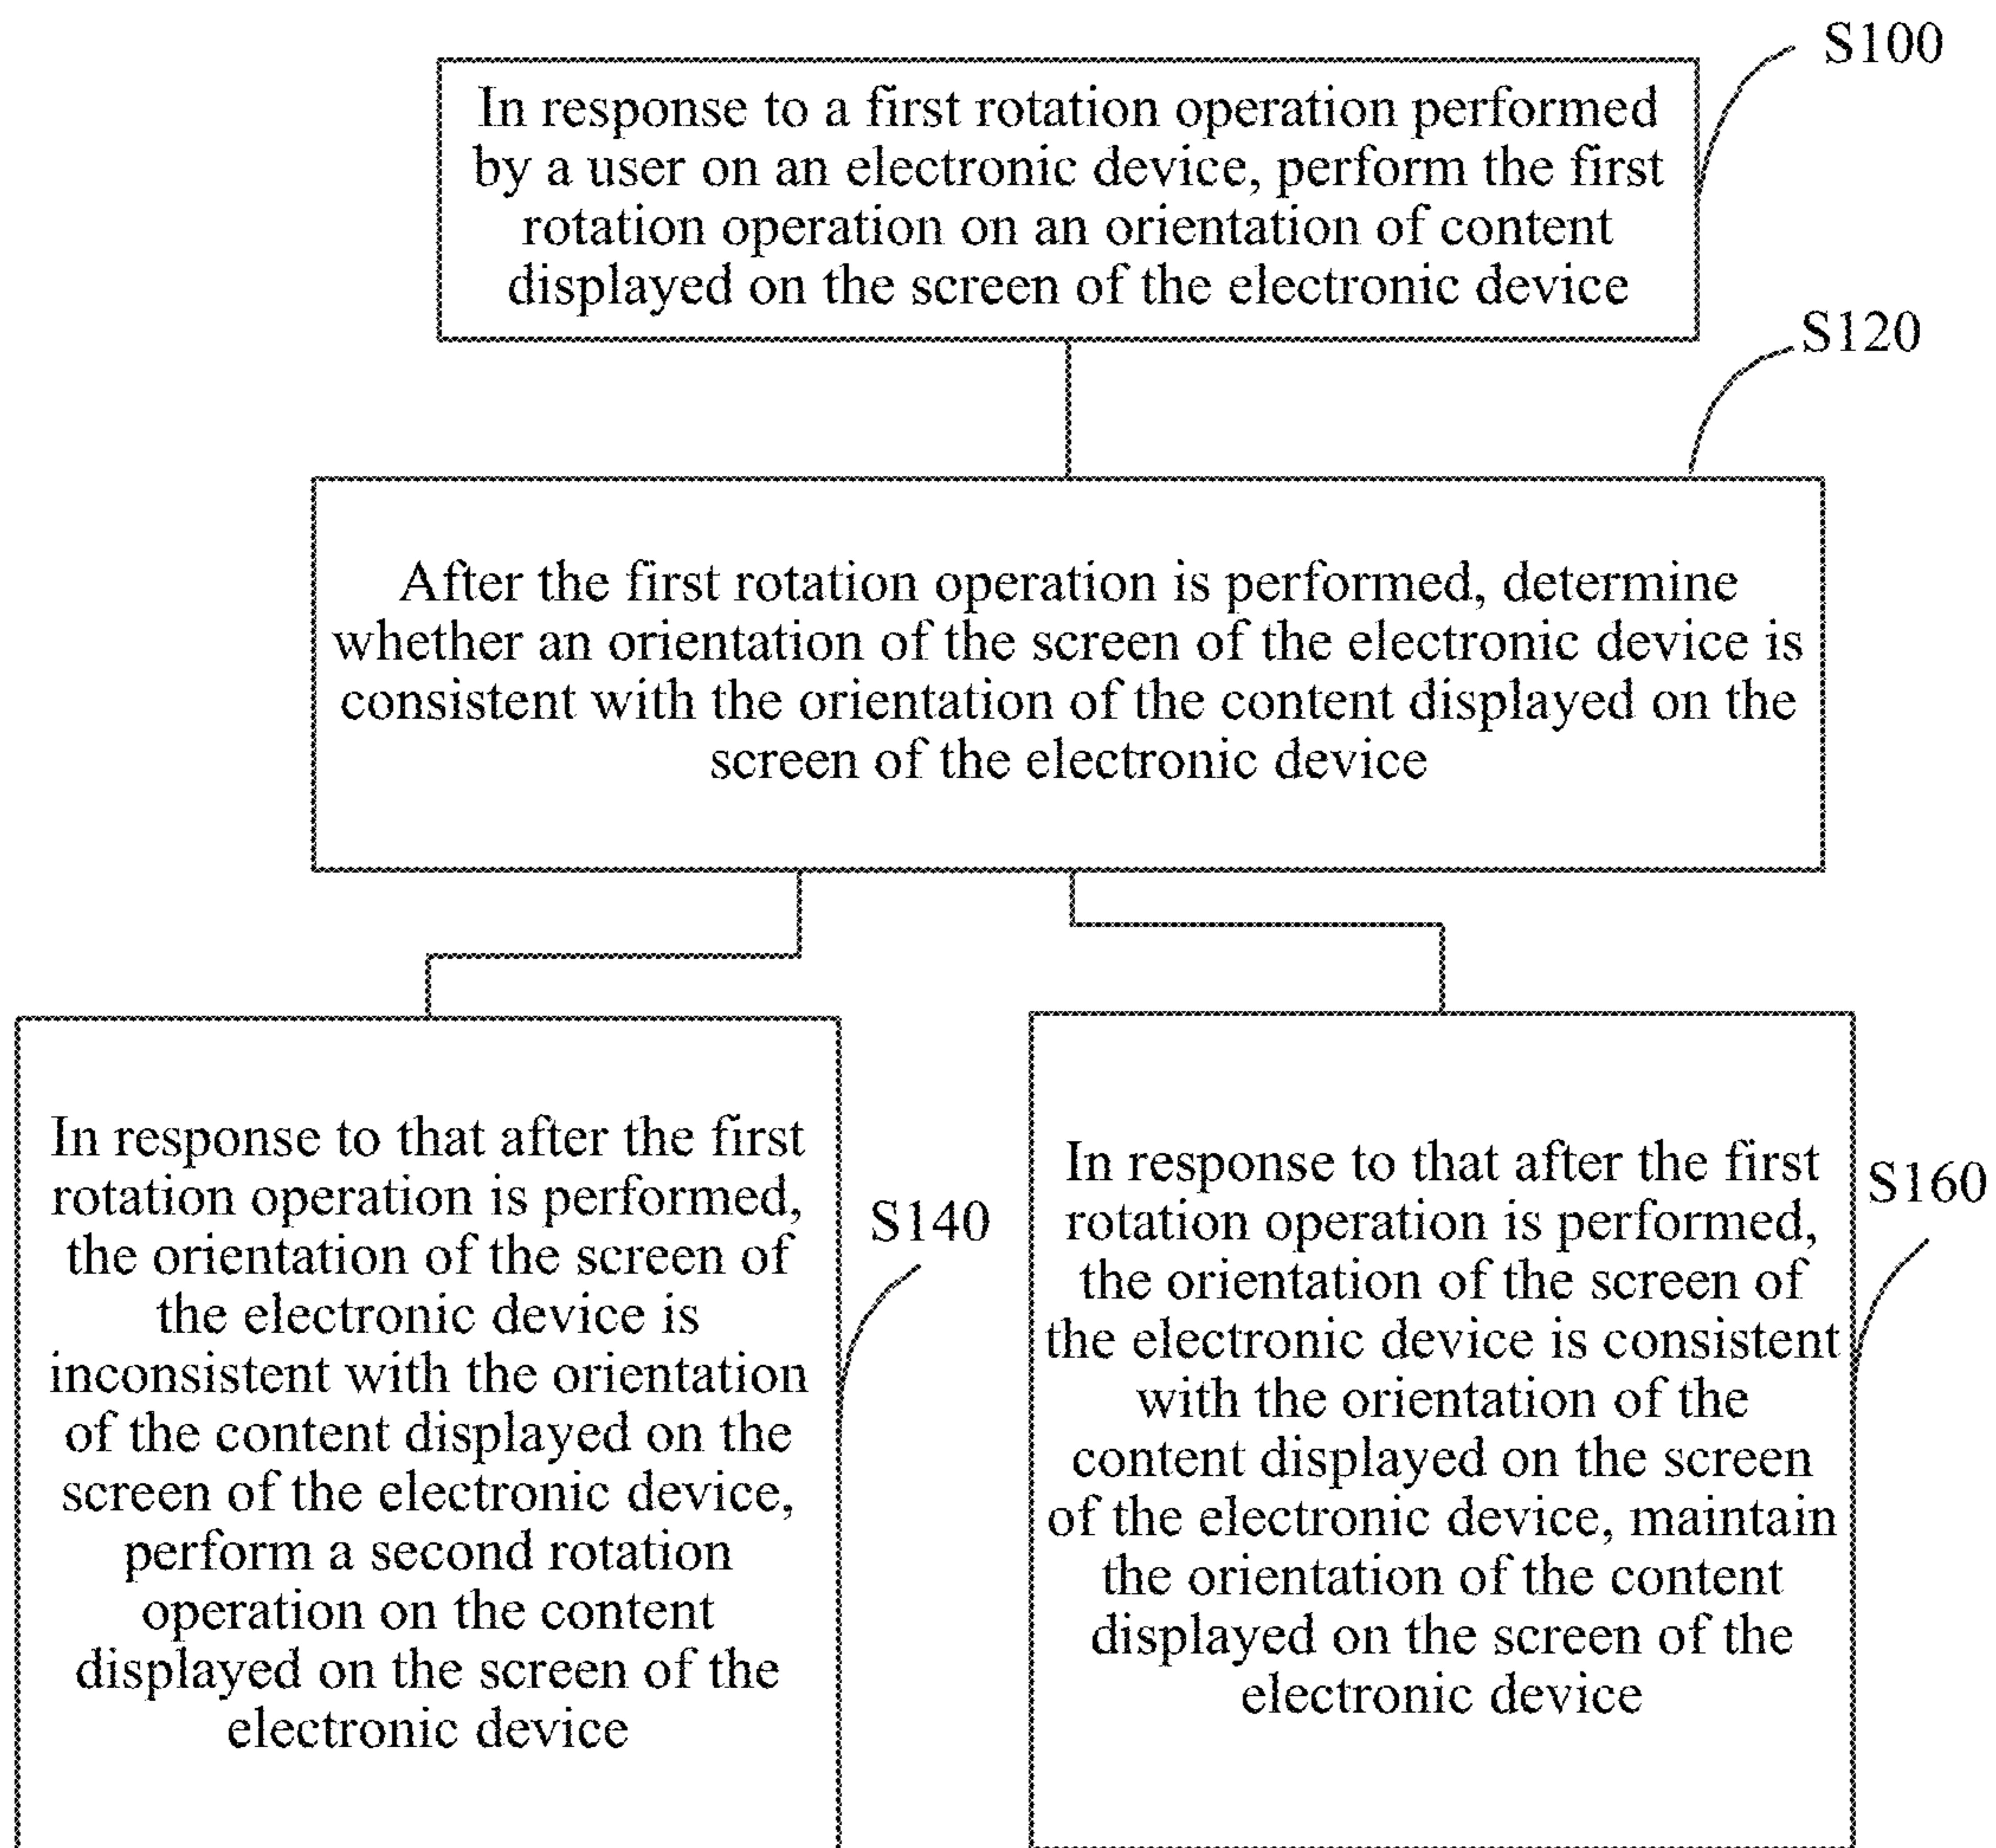 S100
In response to a first rotation operation performed
by a user on an electronic device, perform the first
rotation operation on an orientation of content
displayed on the screen of the electronic device
S120
After the first rotation operation is performed, determine
whether an orientation of the screen of the electronic device is
consistent with the orientation of the content displayed on the
screen of the electronic device
In response to that after the first
rotation operation is performed,
the orientation of the screen of
the electronic device is
inconsistent with the orientation
of the content displayed on the
screen of the electronic device,
perform a second rotation
operation on the content
displayed on the screen of the
electronic device
S140
In response to that after the first
rotation operation is performed,
the orientation of the screen of
the electronic device is consistent
with the orientation of the
content displayed on the screen
of the electronic device, maintain
the orientation of the content
displayed on the screen of the
electronic device
S160